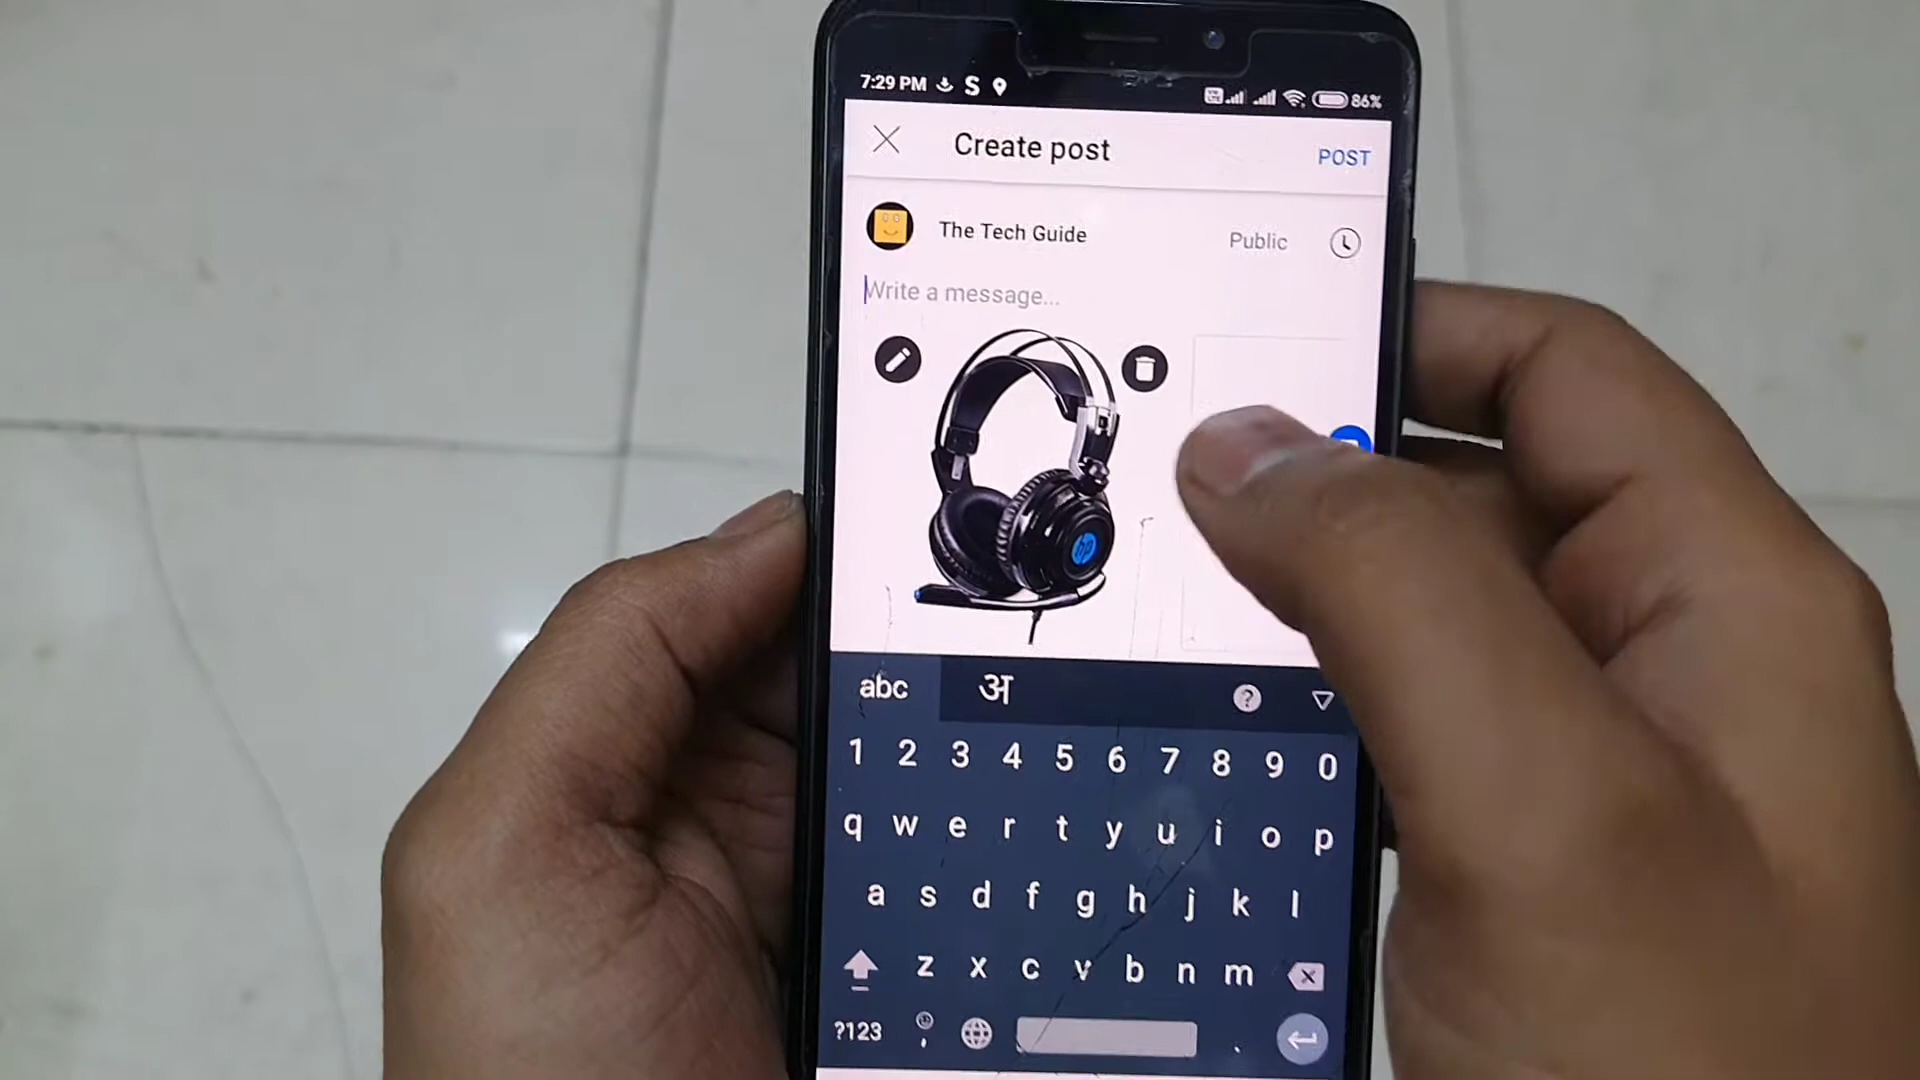 7:29 PM S 86%
Create post
POST
The Tech Guide
Public
Write a message...
hp
abc अ ?
1 2 3 4 5 6 7 8 9 0
q w e r t y u i o p
a s d f g h j k l
z x c v b n m
?123 , .